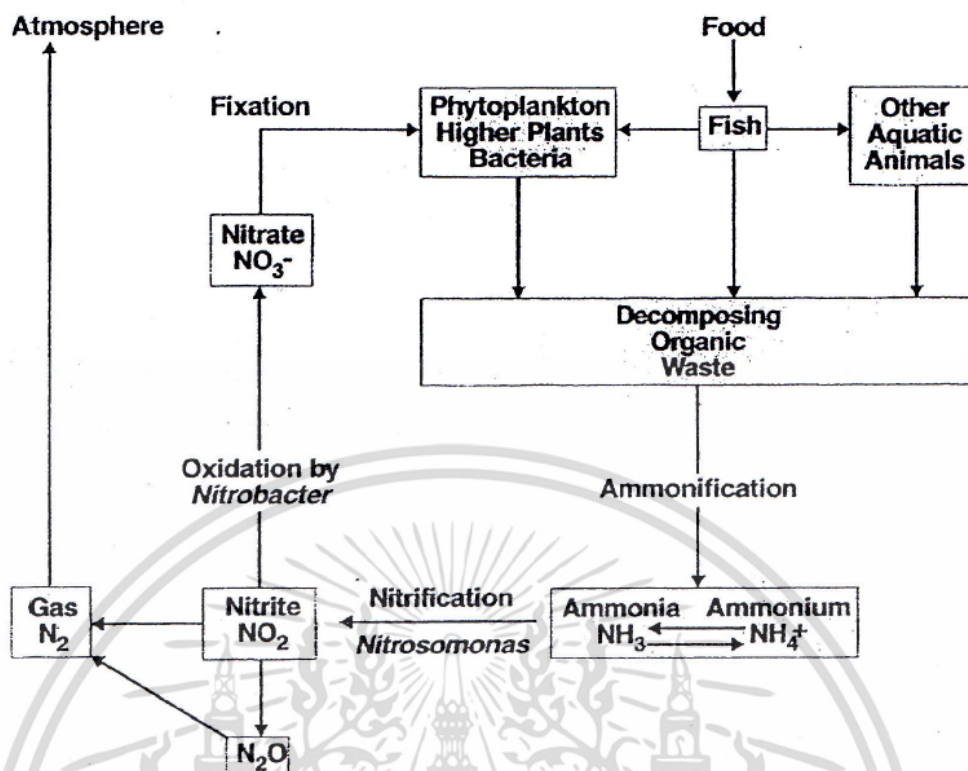 Atmosphere
Food
Fixation
Phytoplankton
Higher Plants
Bacteria
Fish
Other
Aquatic
Animals
Nitrate
NO₃-
Decomposing
Organic
Waste
Oxidation by
Nitrobacter
Ammonification
Gas
N₂
Nitrite
NO₂
Nitrification
Nitrosomonas
Ammonia Ammonium
NH₃ NH₄+
N₂O